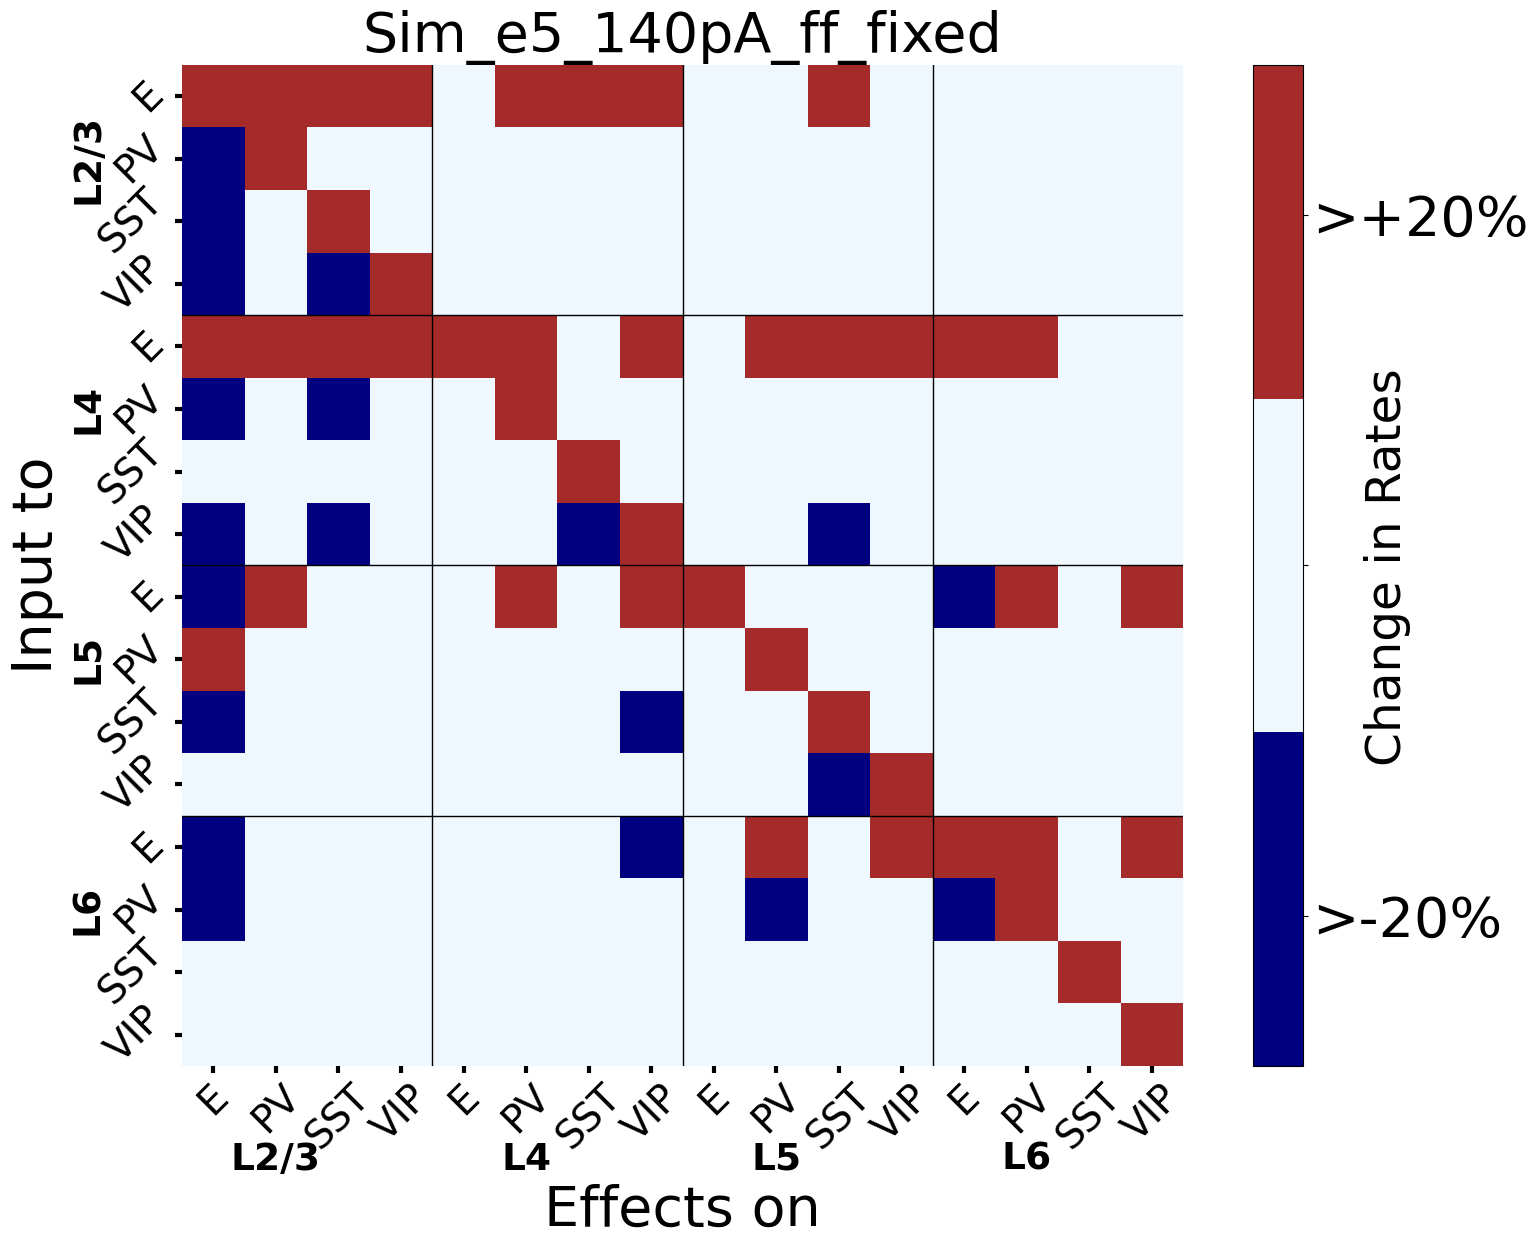 Sim_e5_140pA_ff_fixed
Input to
L2/3
E
PV
SST
VIP
L4
E
PV
SST
VIP
L5
E
PV
SST
VIP
L6
E
PV
SST
VIP
E
PV
SST
VIP
E
PV
SST
VIP
E
PV
SST
VIP
E
PV
SST
VIP
L2/3
L4
L5
L6
Effects on
>+20%
>-20%
Change in Rates